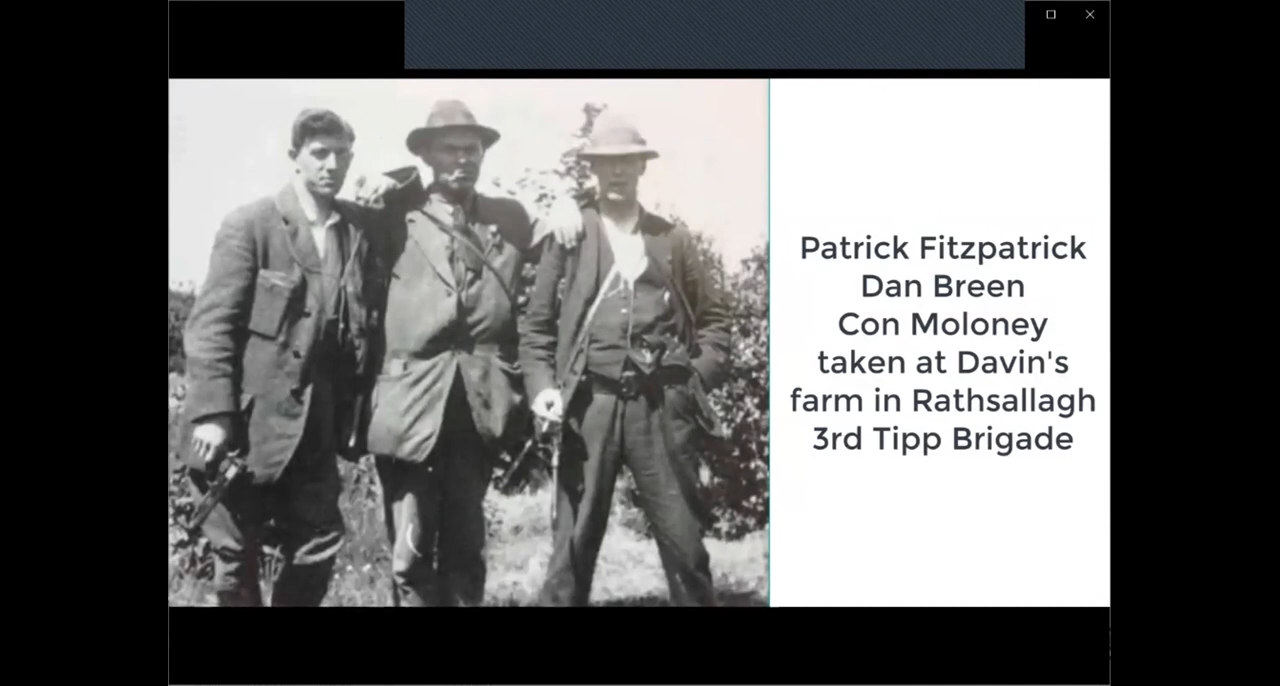 Patrick Fitzpatrick
Dan Breen
Con Moloney
taken at Davin's
farm in Rathsallagh
3rd Tipp Brigade